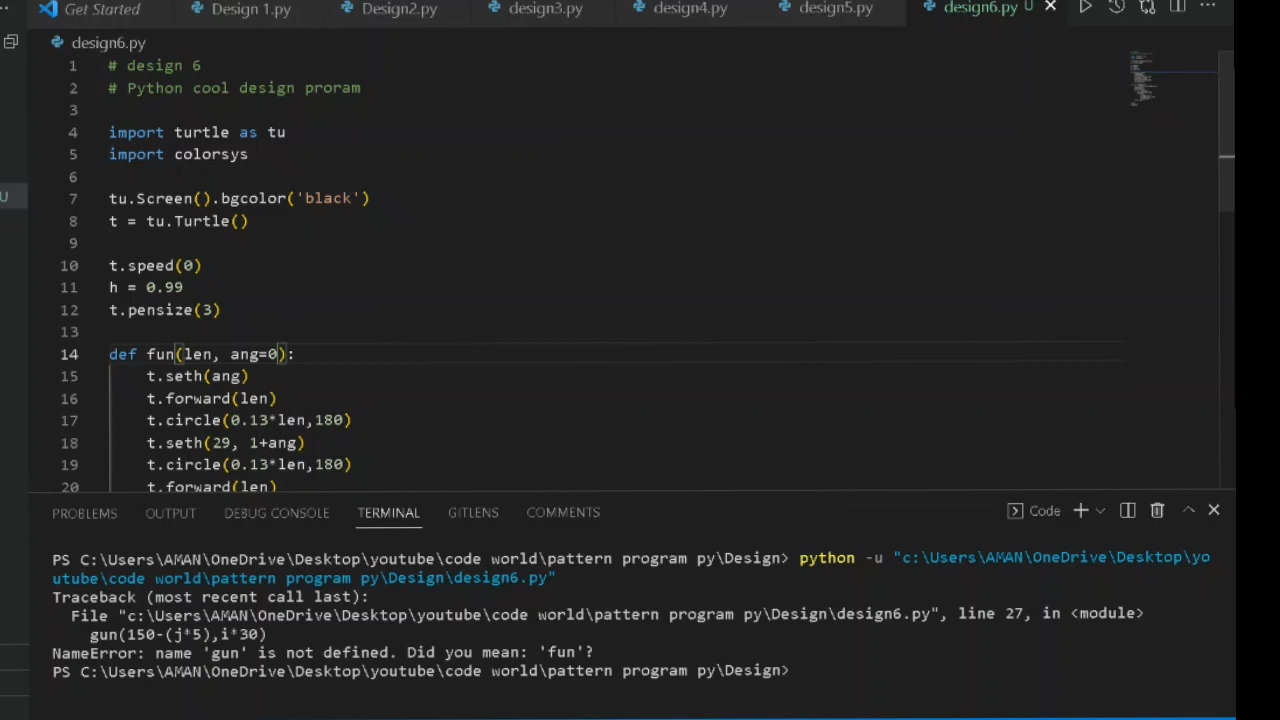 Get Started Design 1.py Design2.py design3.py design4.py design5.py design6.py U
design6.py
1 # design 6
2 # Python cool design proram
3
4 import turtle as tu
5 import colorsys
6
7 tu.Screen().bgcolor('black')
8 t = tu.Turtle()
9
10 t.speed(0)
11 h = 0.99
12 t.pensize(3)
13
14 def fun(len, ang=0):
15 t.seth(ang)
16 t.forward(len)
17 t.circle(0.13*len,180)
18 t.seth(29, 1+ang)
19 t.circle(0.13*len,180)
20 t.forward(len)
U
PROBLEMS OUTPUT DEBUG CONSOLE TERMINAL GITLENS COMMENTS Code
PS C:\Users\AMAN\OneDrive\Desktop\youtube\code world\pattern program py\Design> python -u "c:\Users\AMAN\OneDrive\Desktop\yo
utube\code world\pattern program py\Design\design6.py"
Traceback (most recent call last):
File "c:\Users\AMAN\OneDrive\Desktop\youtube\code world\pattern program py\Design\design6.py", line 27, in <module>
gun(150-(j*5),i*30)
NameError: name 'gun' is not defined. Did you mean: 'fun'?
PS C:\Users\AMAN\OneDrive\Desktop\youtube\code world\pattern program py\Design>